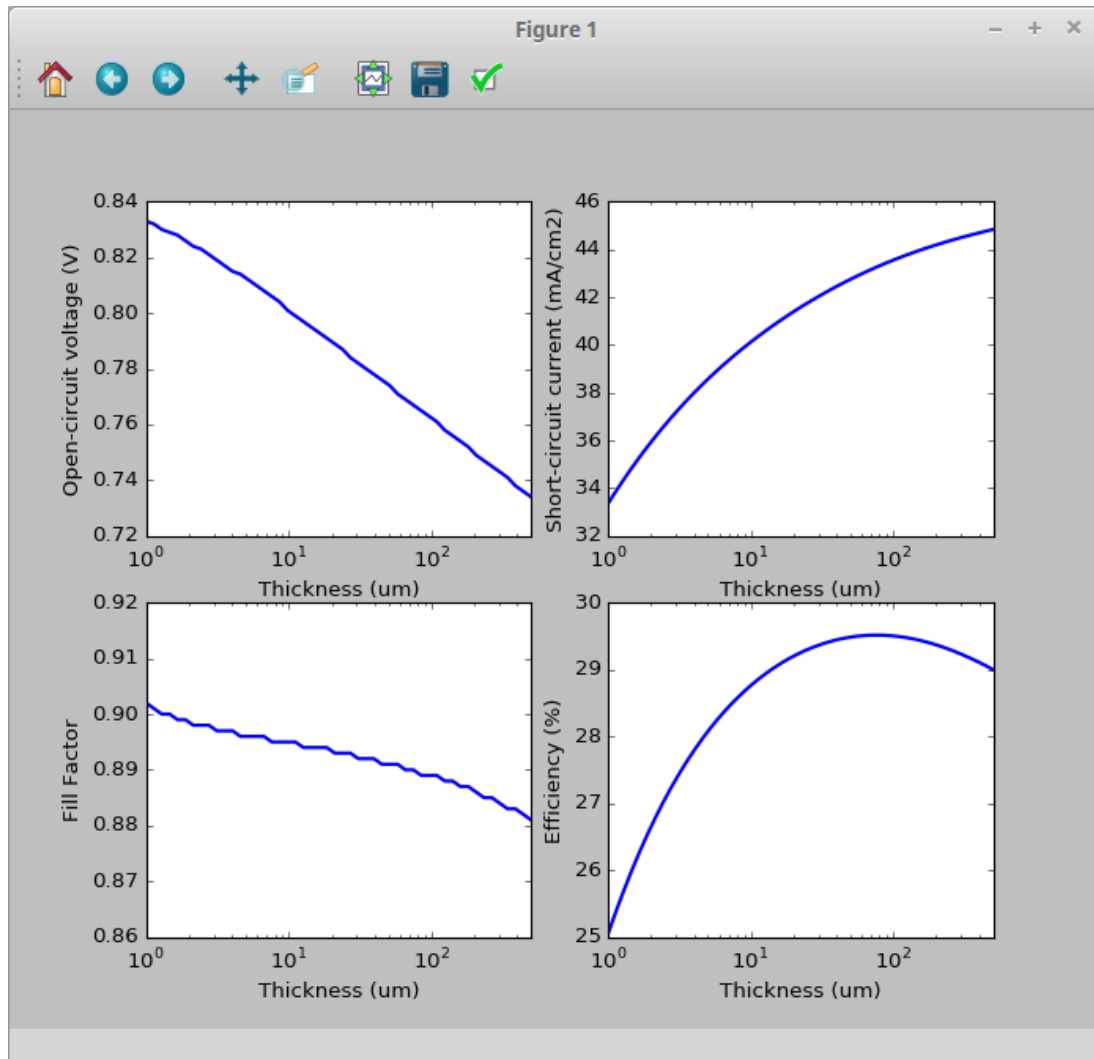 Figure 1
0.84
0.82
0.80
0.78
0.76
0.74
0.72
Open-circuit voltage (V)
10^0 10^1 10^2
Thickness (um)
46
44
42
40
38
36
34
32
Short-circuit current (mA/cm2)
10^0 10^1 10^2
Thickness (um)
0.92
0.91
0.90
0.89
0.88
0.87
0.86
Fill Factor
10^0 10^1 10^2
Thickness (um)
30
29
28
27
26
25
Efficiency (%)
10^0 10^1 10^2
Thickness (um)